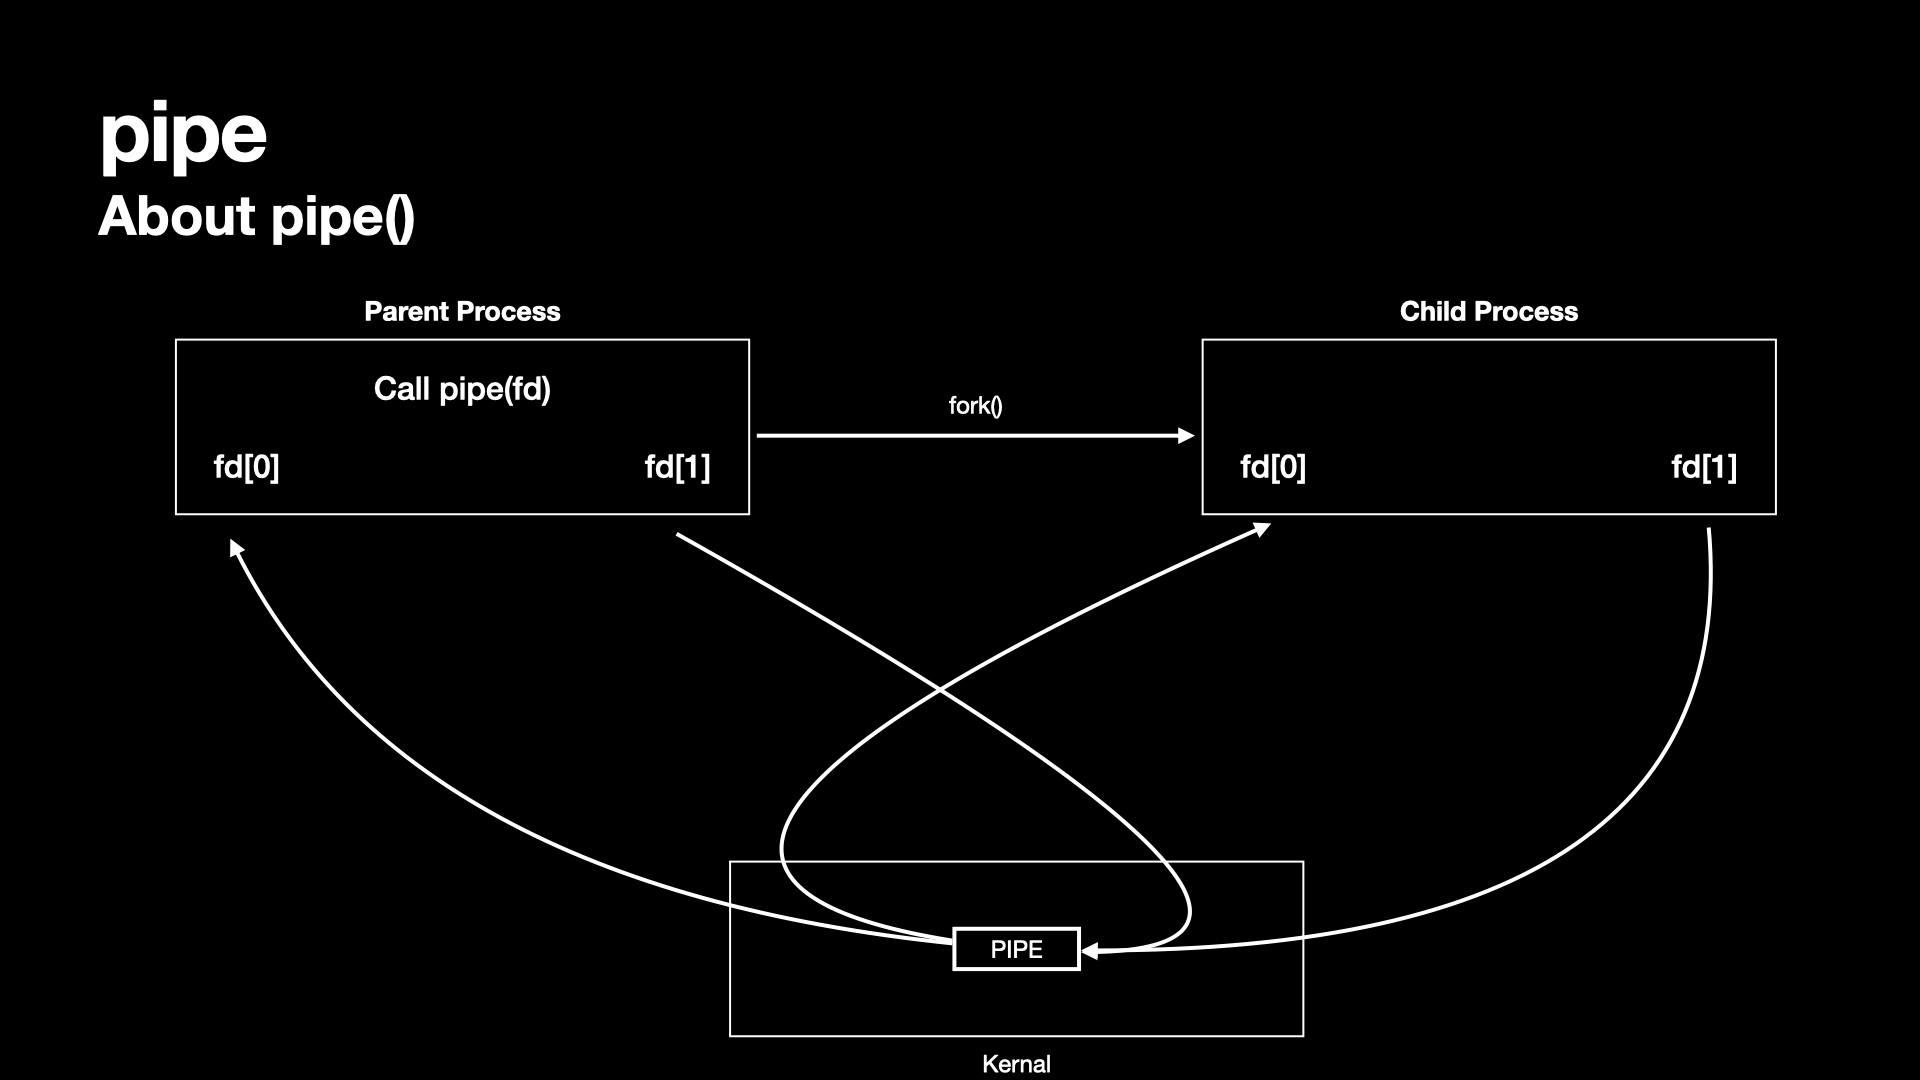 pipe
About pipe()
Parent Process
Child Process
Call pipe(fd)
fork()
fd[0]
fd[1]
fd[0]
fd[1]
PIPE
Kernal